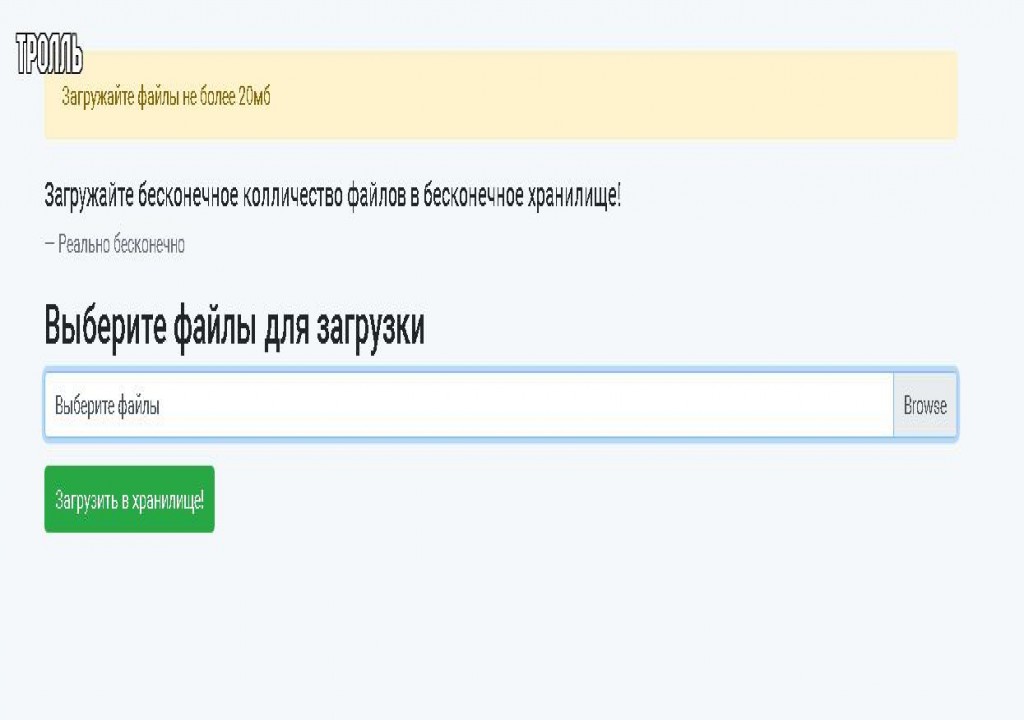 ТРОЛЛЬ
Загружайте файлы не более 20мб
Загружайте бесконечное колличество файлов в бесконечное хранилище!
— Реально бесконечно
Выберите файлы для загрузки
Выберите файлы Browse
Загрузить в хранилище!